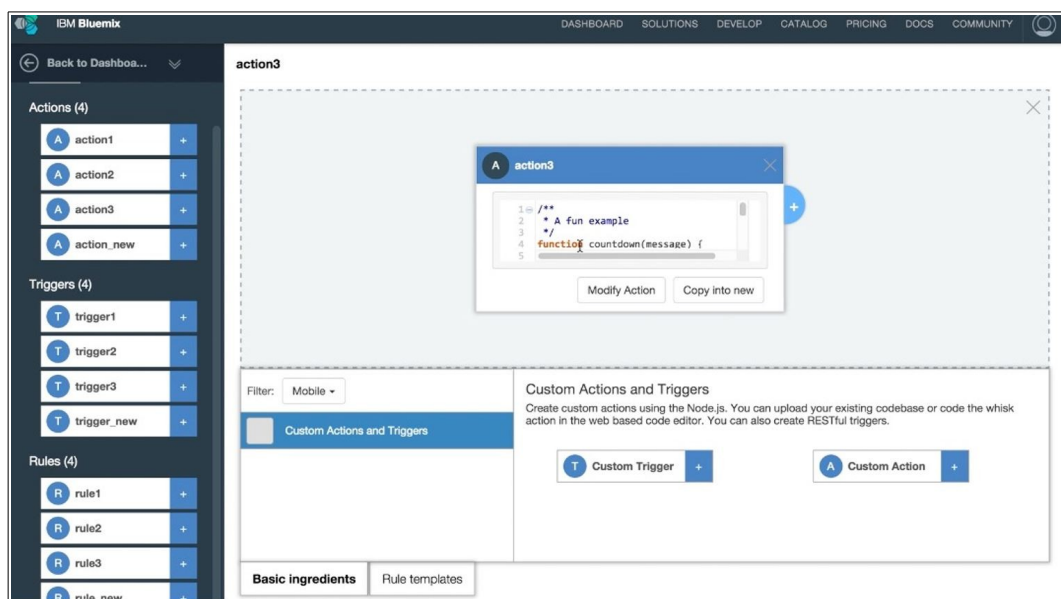 IBM Bluemix
DASHBOARD SOLUTIONS DEVELOP CATALOG PRICING DOCS COMMUNITY
Back to Dashboa...
action3
Actions (4)
A action1 +
A action2 +
A action3 +
A action_new +
Triggers (4)
T trigger1 +
T trigger2 +
T trigger3 +
T trigger_new +
Rules (4)
R rule1 +
R rule2 +
R rule3 +
R rule_new +
A action3
1 /**
2 * A fun example
3 */
4 function countdown(message) {
5
Modify Action Copy into new
+
Filter: Mobile
Custom Actions and Triggers
Custom Actions and Triggers
Create custom actions using the Node.js. You can upload your existing codebase or code the whisk
action in the web based code editor. You can also create RESTful triggers.
T Custom Trigger +
A Custom Action +
Basic ingredients Rule templates